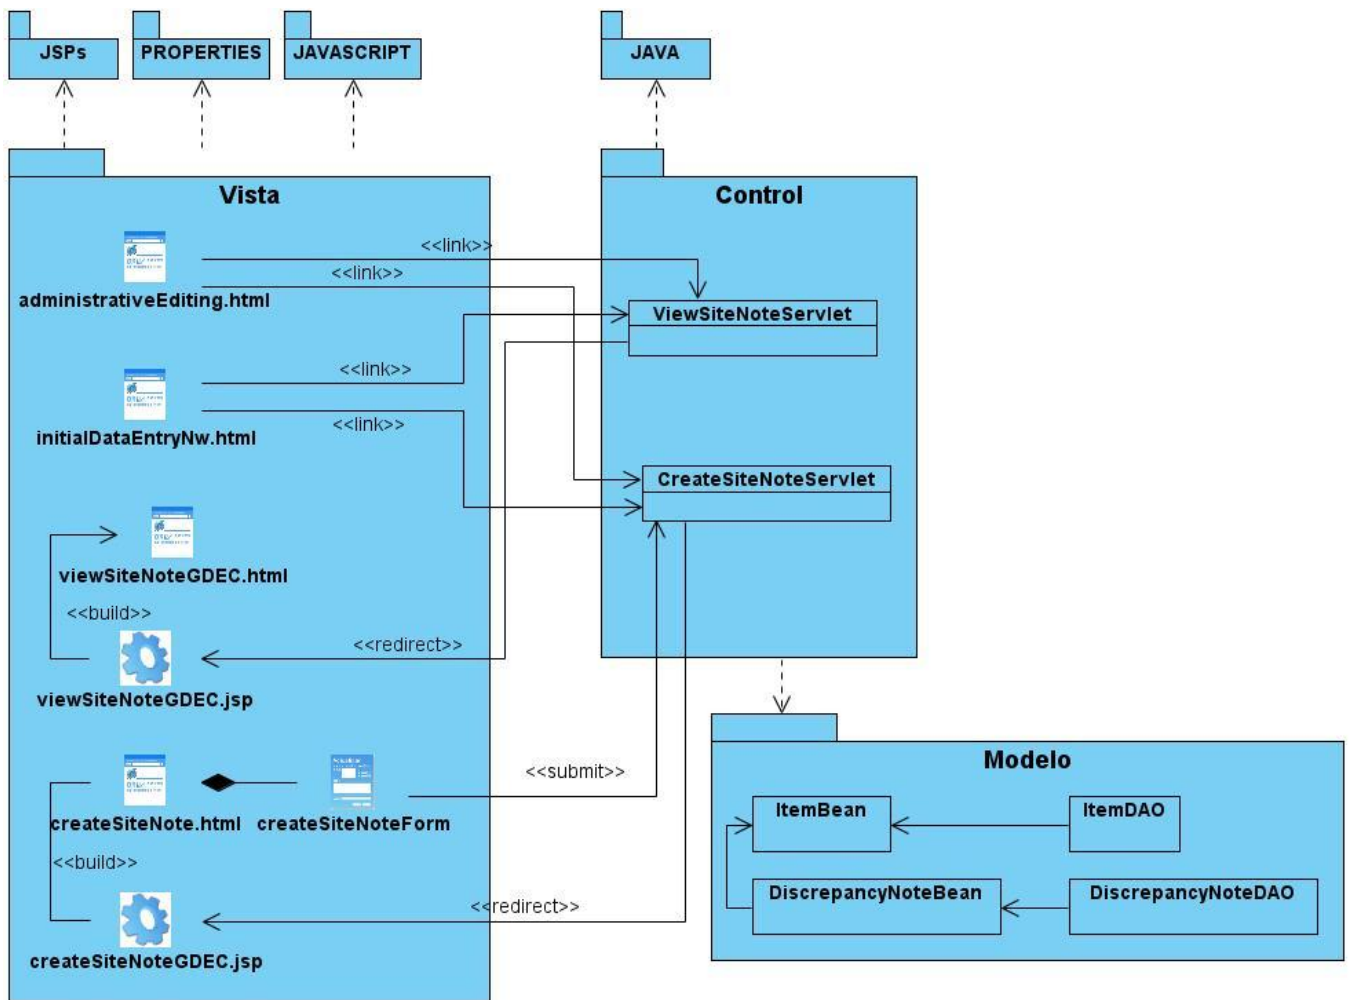 JSPs
PROPERTIES
JAVASCRIPT
JAVA
Vista
Control
<<link>>
<<link>>
administrativeEditing.html
ViewSiteNoteServlet
<<link>>
<<link>>
initialDataEntryNw.html
CreateSiteNoteServlet
viewSiteNoteGDEC.html
<<build>>
<<redirect>>
viewSiteNoteGDEC.jsp
Modelo
<<submit>>
createSiteNote.html
createSiteNoteForm
ItemBean
ItemDAO
<<build>>
DiscrepancyNoteBean
DiscrepancyNoteDAO
<<redirect>>
createSiteNoteGDEC.jsp